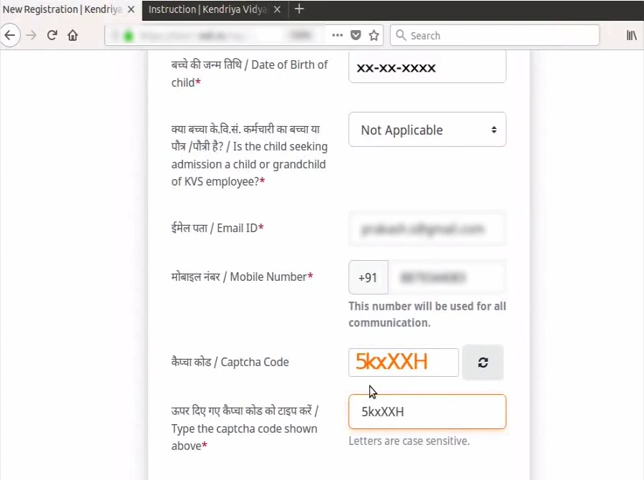 New Registration | Kendriya
Instruction | Kendriya Vidya
Search
बच्चे की जन्म तिथि / Date of Birth of
child*
xx-xx-xxxx
क्या बच्चा के.वि.सं. कर्मचारी का बच्चा या
पौत्र /पौत्री है? / Is the child seeking
admission a child or grandchild
of KVS employee?*
Not Applicable
ईमेल पता / Email ID*
मोबाइल नंबर / Mobile Number*
+91
This number will be used for all
communication.
कैप्चा कोड / Captcha Code
5kxXXH
ऊपर दिए गए कैप्चा कोड को टाइप करें /
Type the captcha code shown
above*
5kxXXH
Letters are case sensitive.